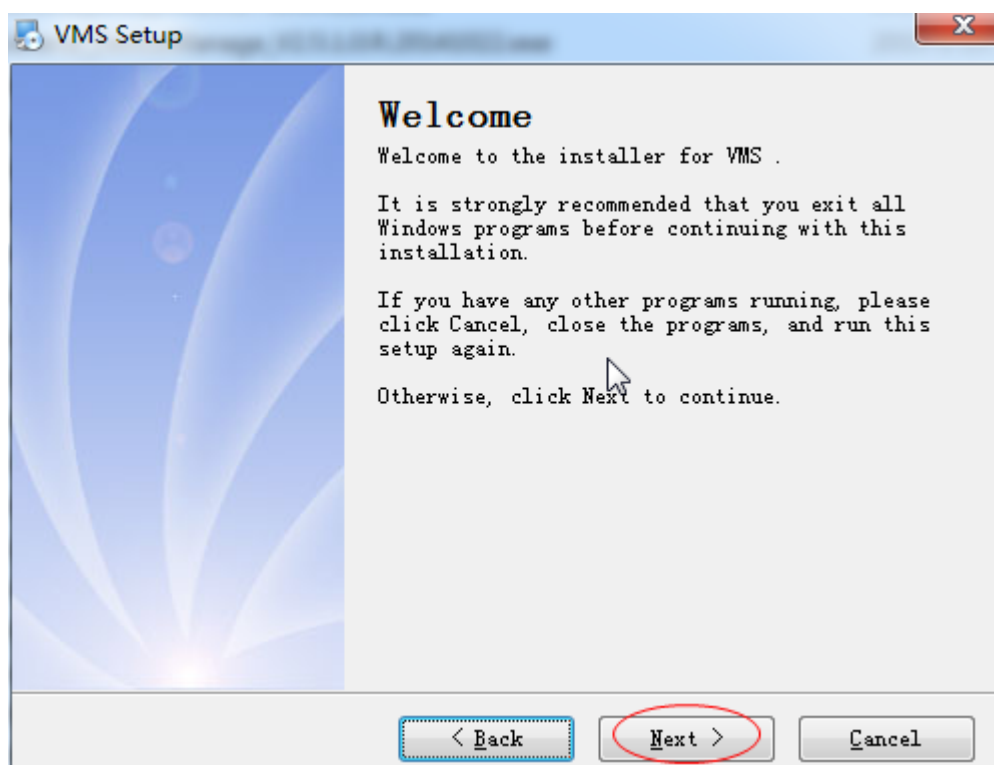 VMS Setup
Welcome
Welcome to the installer for VMS .
It is strongly recommended that you exit all
Windows programs before continuing with this
installation.
If you have any other programs running, please
click Cancel, close the programs, and run this
setup again.
Otherwise, click Next to continue.
< Back
Next >
Cancel